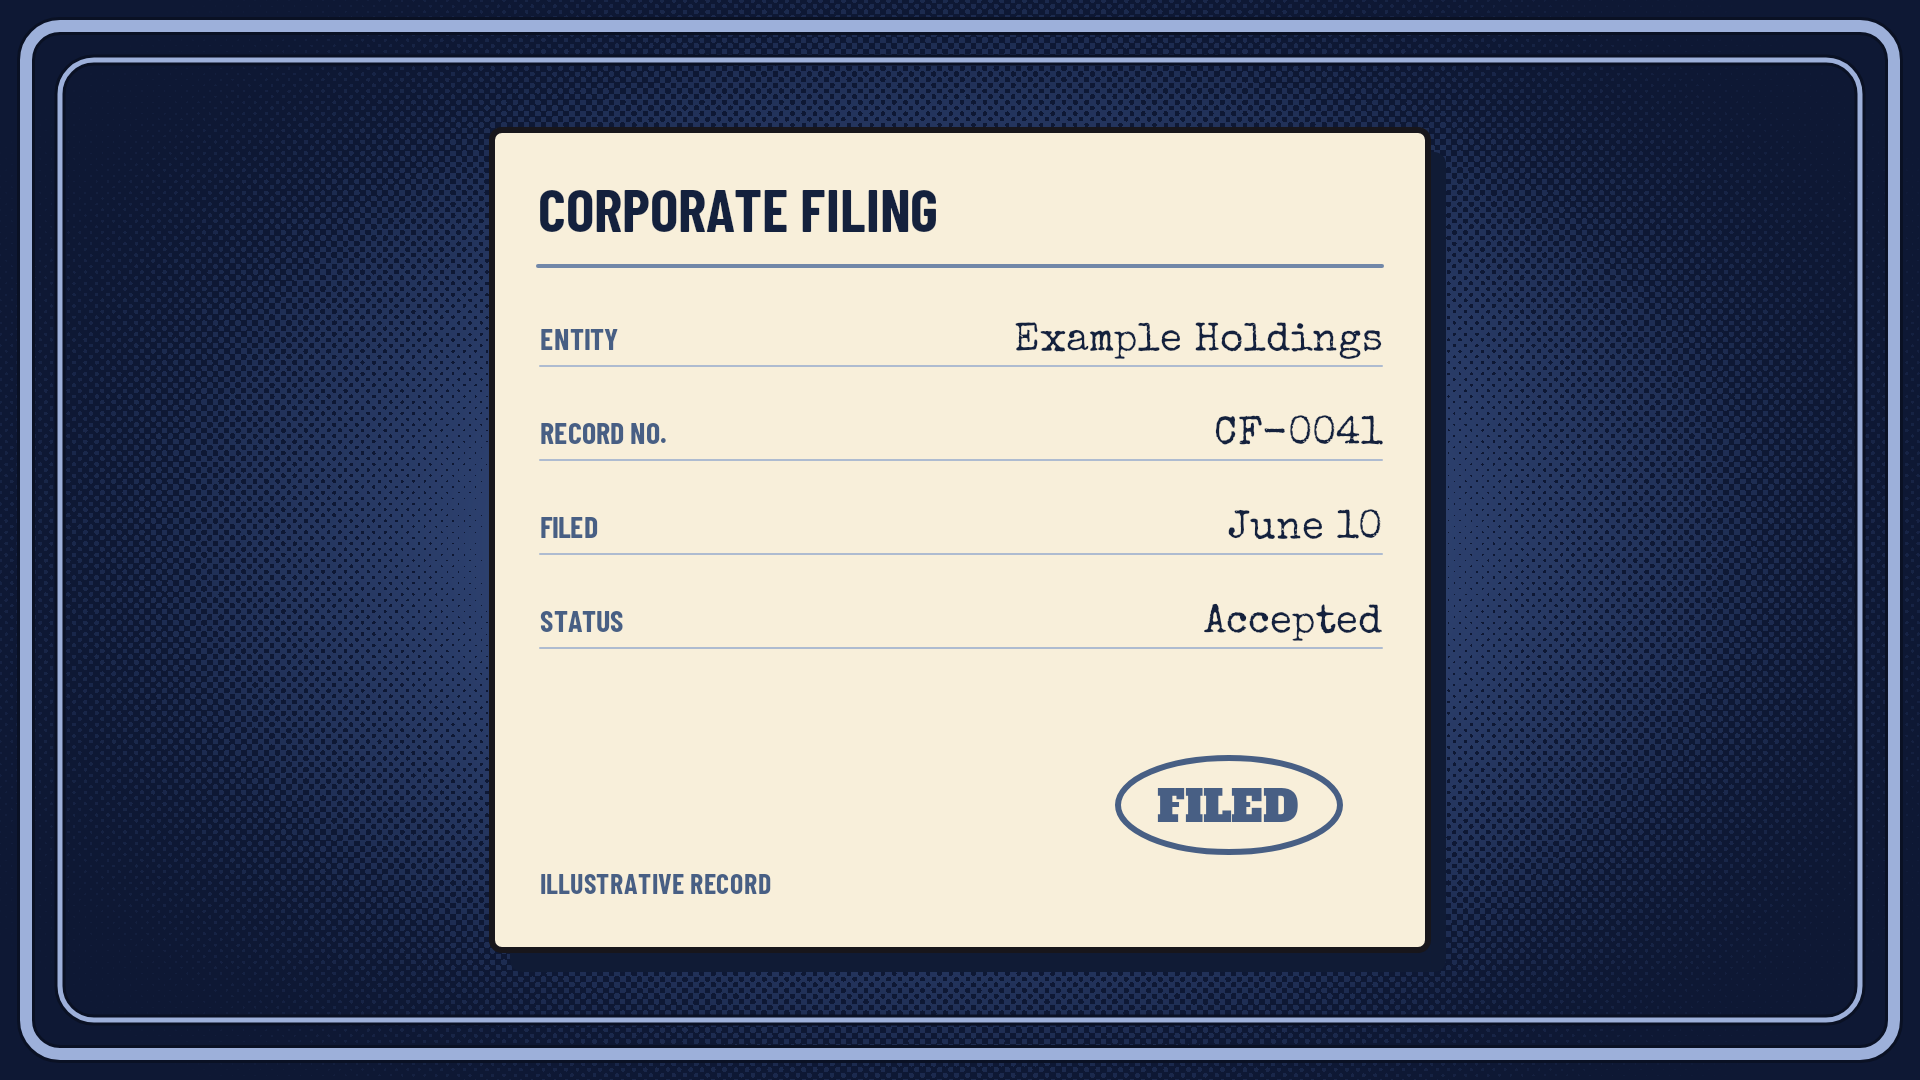 CORPORATE FILING
ENTITY Example Holdings
RECORD NO. CF-0041
FILED June 10
STATUS Accepted
FILED
ILLUSTRATIVE RECORD